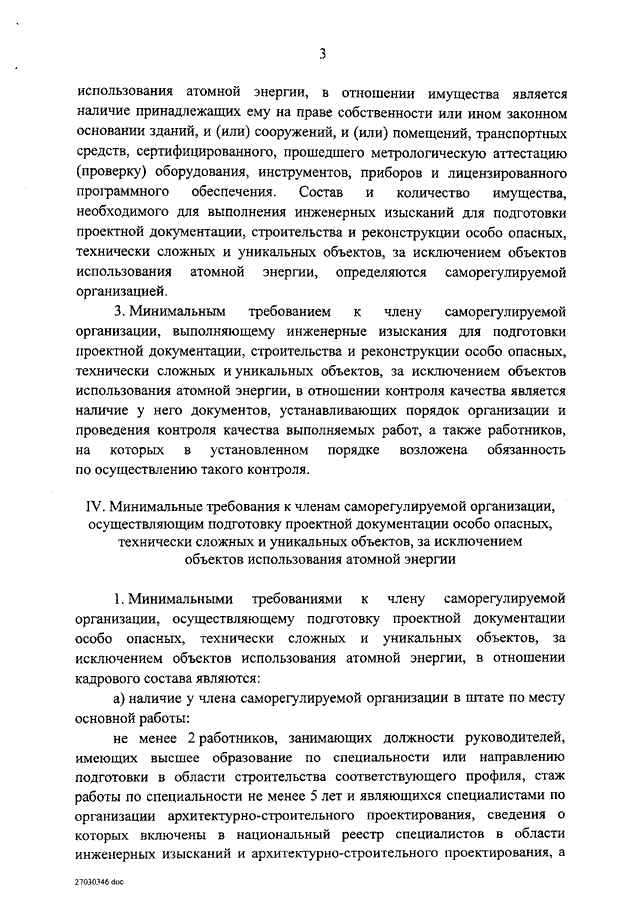 3
использования атомной энергии, в отношении имущества является
наличие принадлежащих ему на праве собственности или ином законном
основании зданий, и (или) сооружений, и (или) помещений, транспортных
средств, сертифицированного, прошедшего метрологическую аттестацию
(проверку) оборудования, инструментов, приборов и лицензированного
программного обеспечения. Состав и количество имущества,
необходимого для выполнения инженерных изысканий для подготовки
проектной документации, строительства и реконструкции особо опасных,
технически сложных и уникальных объектов, за исключением объектов
использования атомной энергии, определяются саморегулируемой
организацией.
3. Минимальным требованием к члену саморегулируемой
организации, выполняющему инженерные изыскания для подготовки
проектной документации, строительства и реконструкции особо опасных,
технически сложных и уникальных объектов, за исключением объектов
использования атомной энергии, в отношении контроля качества является
наличие у него документов, устанавливающих порядок организации и
проведения контроля качества выполняемых работ, а также работников,
на которых в установленном порядке возложена обязанность
по осуществлению такого контроля.
IV. Минимальные требования к членам саморегулируемой организации,
осуществляющим подготовку проектной документации особо опасных,
технически сложных и уникальных объектов, за исключением
объектов использования атомной энергии
1. Минимальными требованиями к члену саморегулируемой
организации, осуществляющему подготовку проектной документации
особо опасных, технически сложных и уникальных объектов, за
исключением объектов использования атомной энергии, в отношении
кадрового состава являются:
а) наличие у члена саморегулируемой организации в штате по месту
основной работы:
не менее 2 работников, занимающих должности руководителей,
имеющих высшее образование по специальности или направлению
подготовки в области строительства соответствующего профиля, стаж
работы по специальности не менее 5 лет и являющихся специалистами по
организации архитектурно-строительного проектирования, сведения о
которых включены в национальный реестр специалистов в области
инженерных изысканий и архитектурно-строительного проектирования, а
27030346 doc